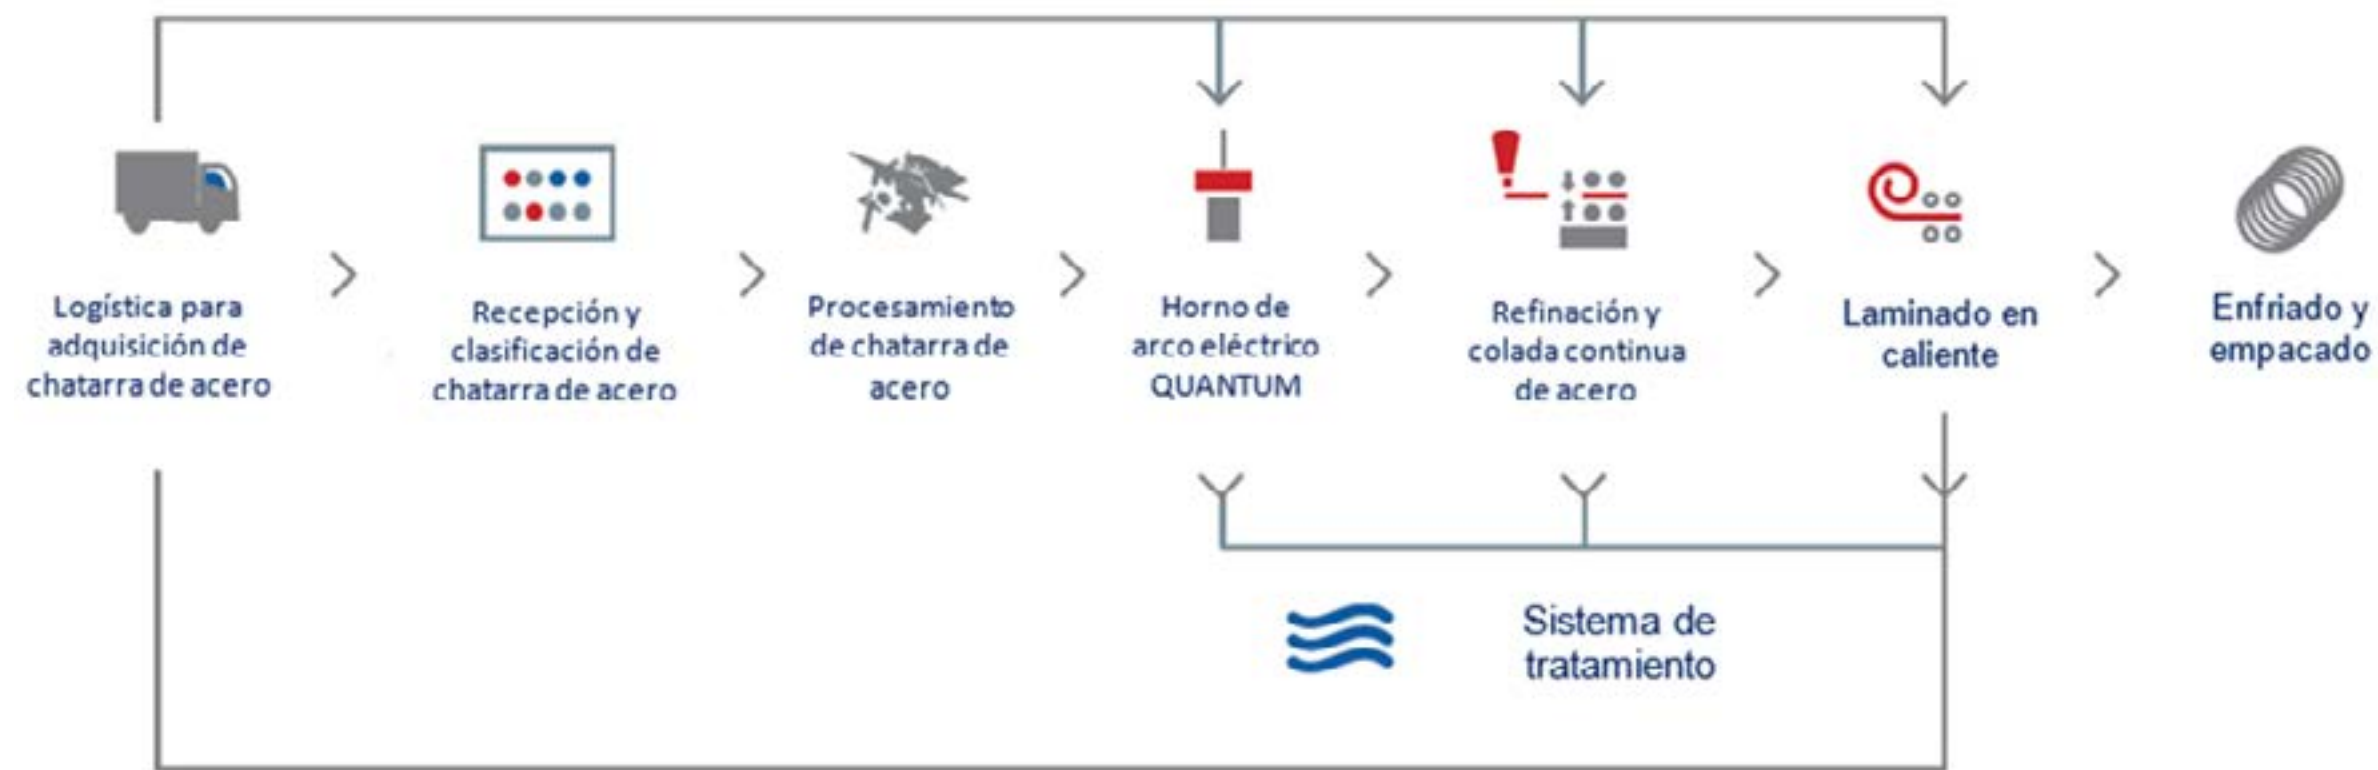 Logística para
adquisición de
chatarra de acero
Recepción y
clasificación de
chatarra de acero
Procesamiento
de chatarra de
acero
Horno de
arco eléctrico
QUANTUM
Refinación y
colada continua
de acero
Laminado en
caliente
Enfriado y
empacado
Sistema de
tratamiento